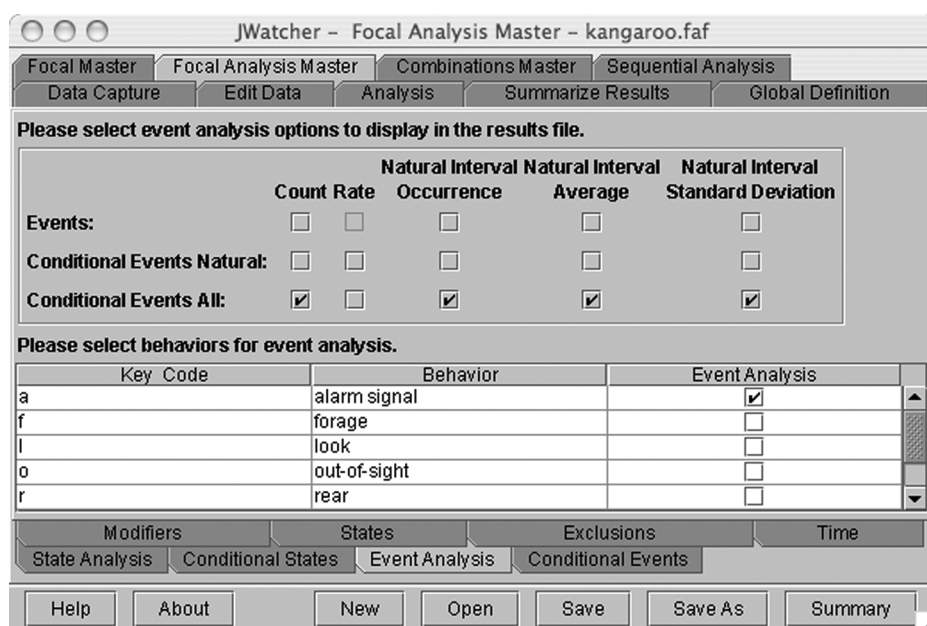 JWatcher – Focal Analysis Master – kangaroo.faf
Focal Master Focal Analysis Master Combinations Master Sequential Analysis
Data Capture Edit Data Analysis Summarize Results Global Definition
Please select event analysis options to display in the results file.
Natural Interval Natural Interval Natural Interval
Count Rate Occurrence Average Standard Deviation
Events:
Conditional Events Natural:
Conditional Events All:
Please select behaviors for event analysis.
Key Code Behavior Event Analysis
a alarm signal
f forage
l look
o out-of-sight
r rear
Modifiers States Exclusions Time
State Analysis Conditional States Event Analysis Conditional Events
Help About New Open Save Save As Summary